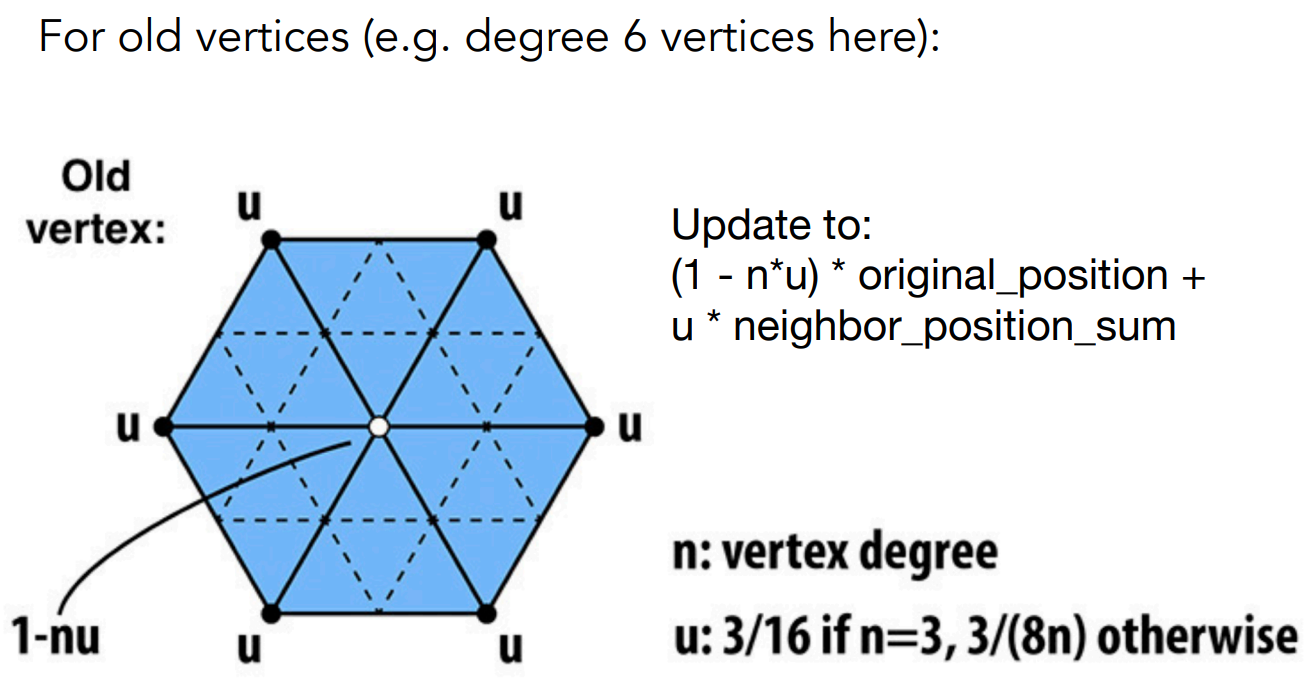 For old vertices (e.g. degree 6 vertices here):
Old
vertex:
u
u
Update to:
(1 - n*u) * original_position +
u * neighbor_position_sum
u
u
n: vertex degree
1-nu
u
u
u: 3/16 if n=3, 3/(8n) otherwise